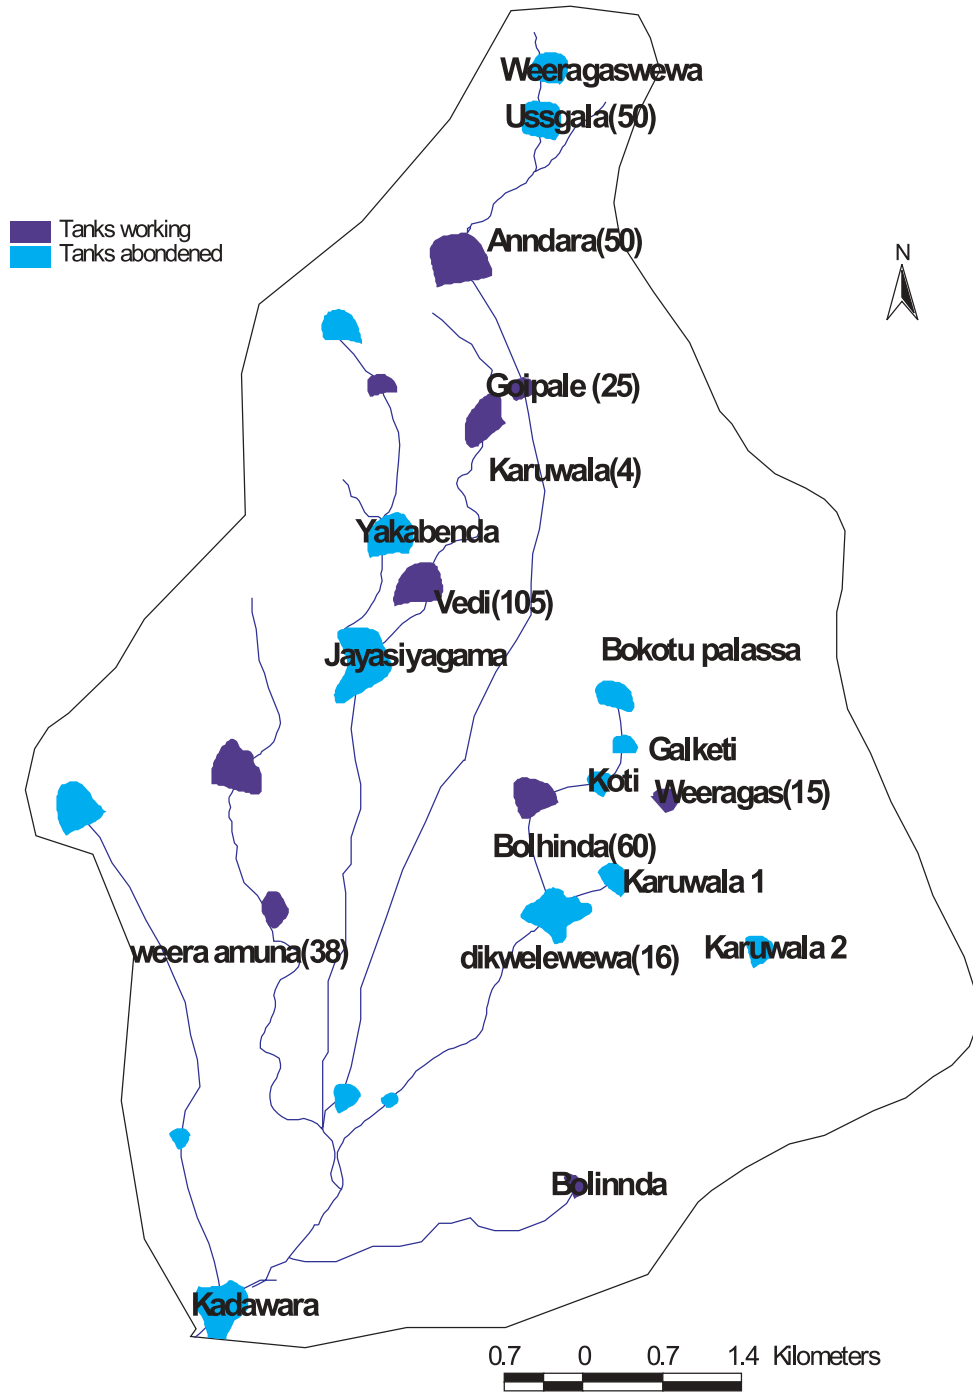 Weeragaswewa
Ussgala(50)
Tanks working
Tanks abondened
Anndara(50)
N
Goipale (25)
Karuwala(4)
Yakabenda
Vedi(105)
Jayasiyagama
Bokotu palassa
Galketi
Koti
Weeragas(15)
Bolhinda(60)
Karuwala 1
weera amuna(38)
dikwelewewa(16)
Karuwala 2
Bolinnda
Kadawara
0.7 0 0.7 1.4 Kilometers